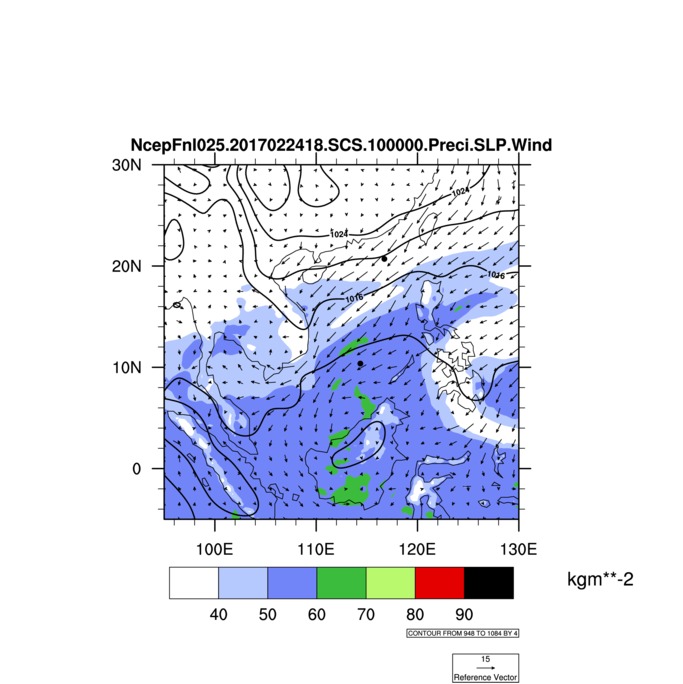 NcepFnl025.2017022418.SCS.100000.Preci.SLP.Wind
30N
1024
1024
20N
1016
1016
10N
0
100E 110E 120E 130E
kgm**-2
40 50 60 70 80 90
CONTOUR FROM 948 TO 1084 BY 4
15
Reference Vector